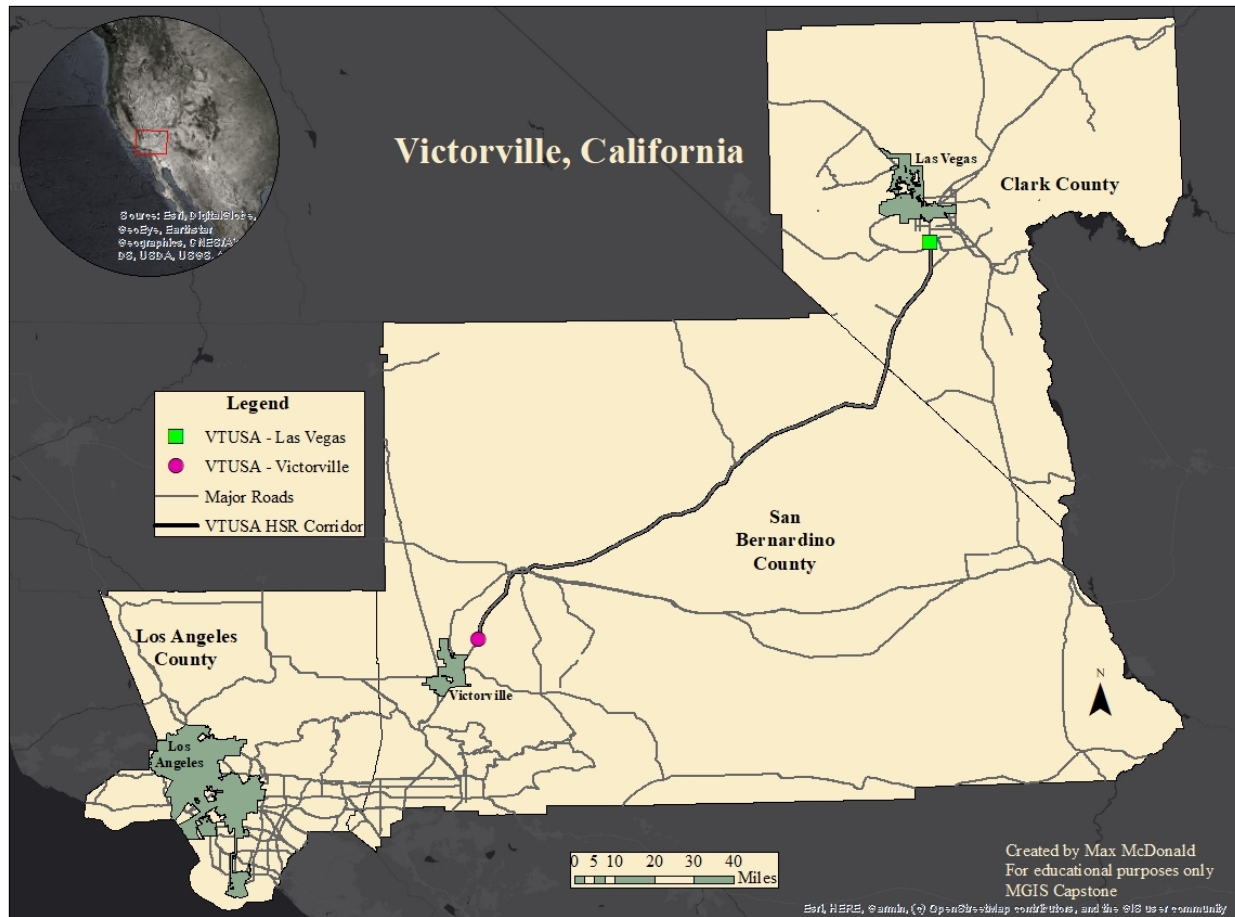 Victorville, California
Source: Esri, DigitalGlobe,
GeoEye, Earthstar
Geographics, CNES/Airbus
DS, USDA, USGS,
Las Vegas
Clark County
Legend
VTUSA - Las Vegas
VTUSA - Victorville
Major Roads
VTUSA HSR Corridor
San
Bernardino
County
Los Angeles
County
Victorville
Los
Angeles
N
0 5 10 20 30 40
Miles
Created by Max McDonald
For educational purposes only
MGIS Capstone
Esri, HERE, Garmin, (c) OpenStreetMap contributors, and the GIS user community